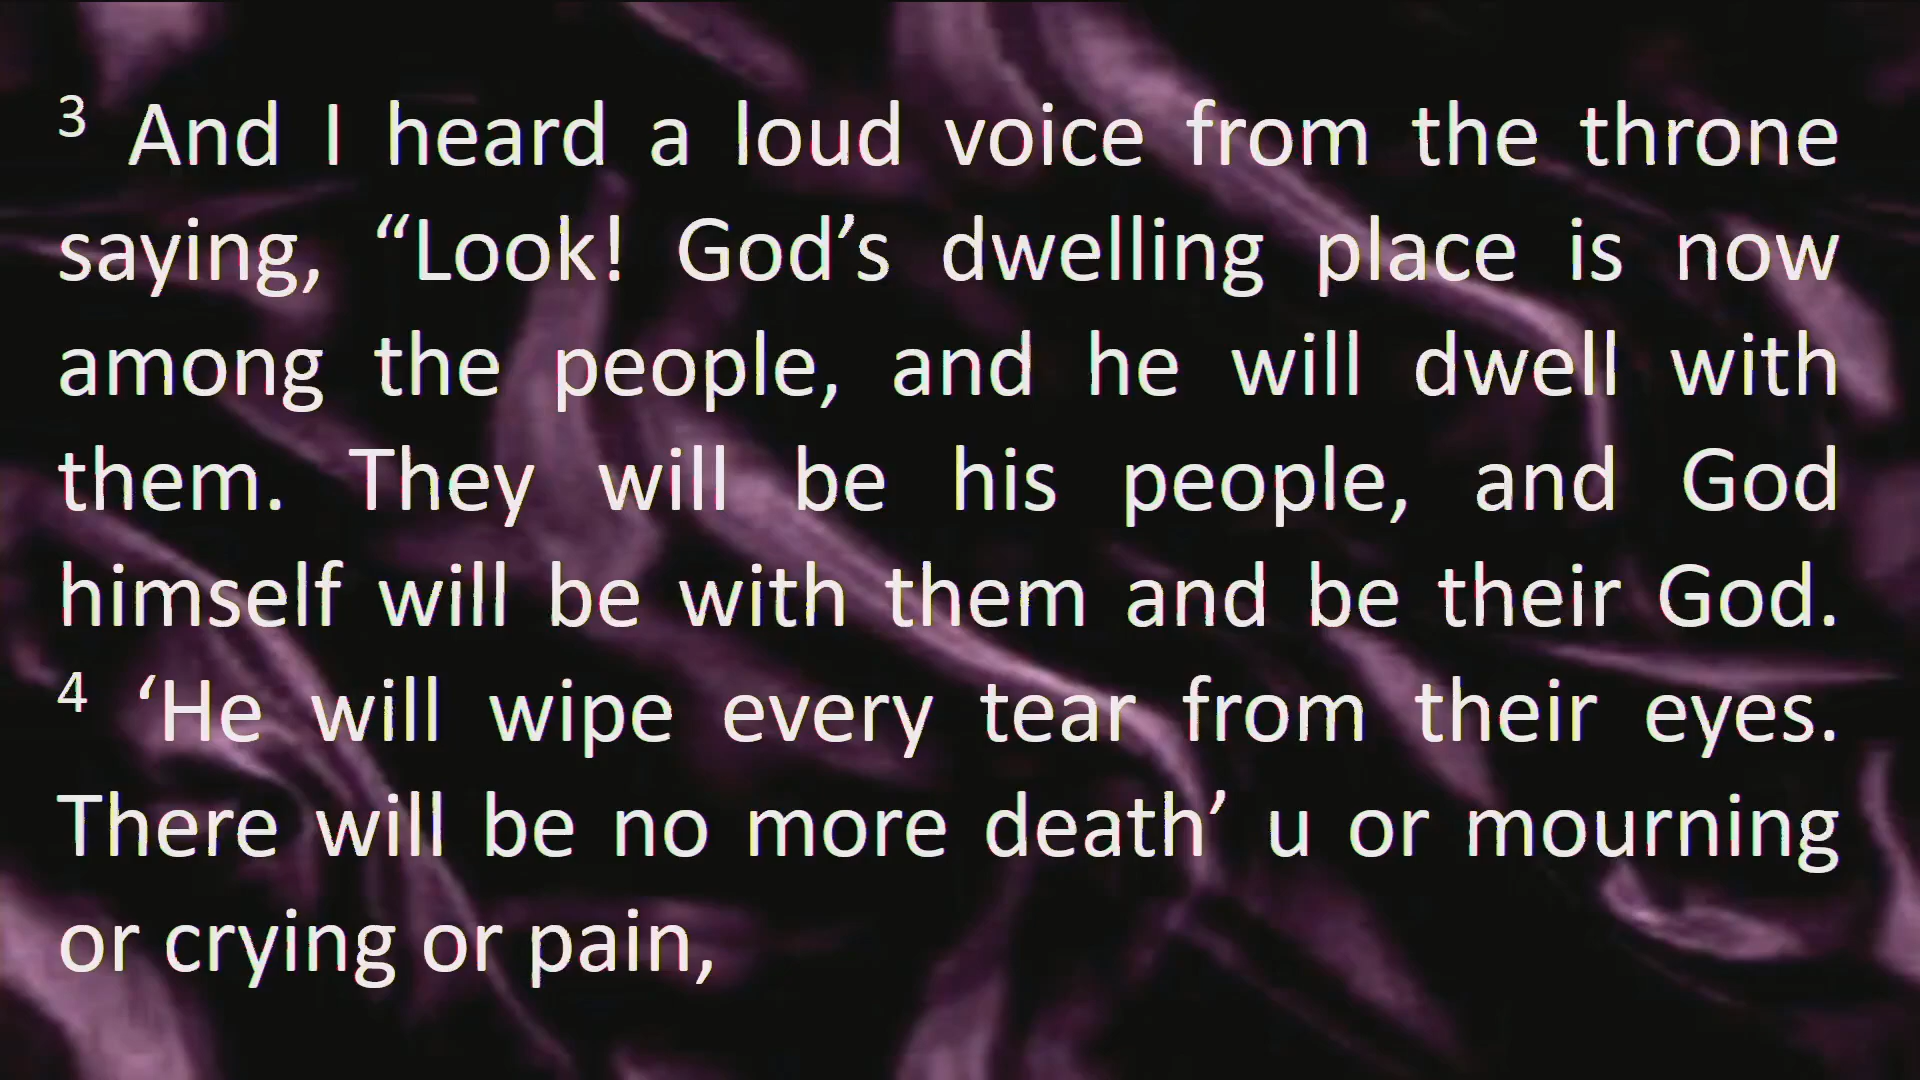 3 And I heard a loud voice from the throne
saying, “Look! God’s dwelling place is now
among the people, and he will dwell with
them. They will be his people, and God
himself will be with them and be their God.
4 ‘He will wipe every tear from their eyes.
There will be no more death’ u or mourning
or crying or pain,